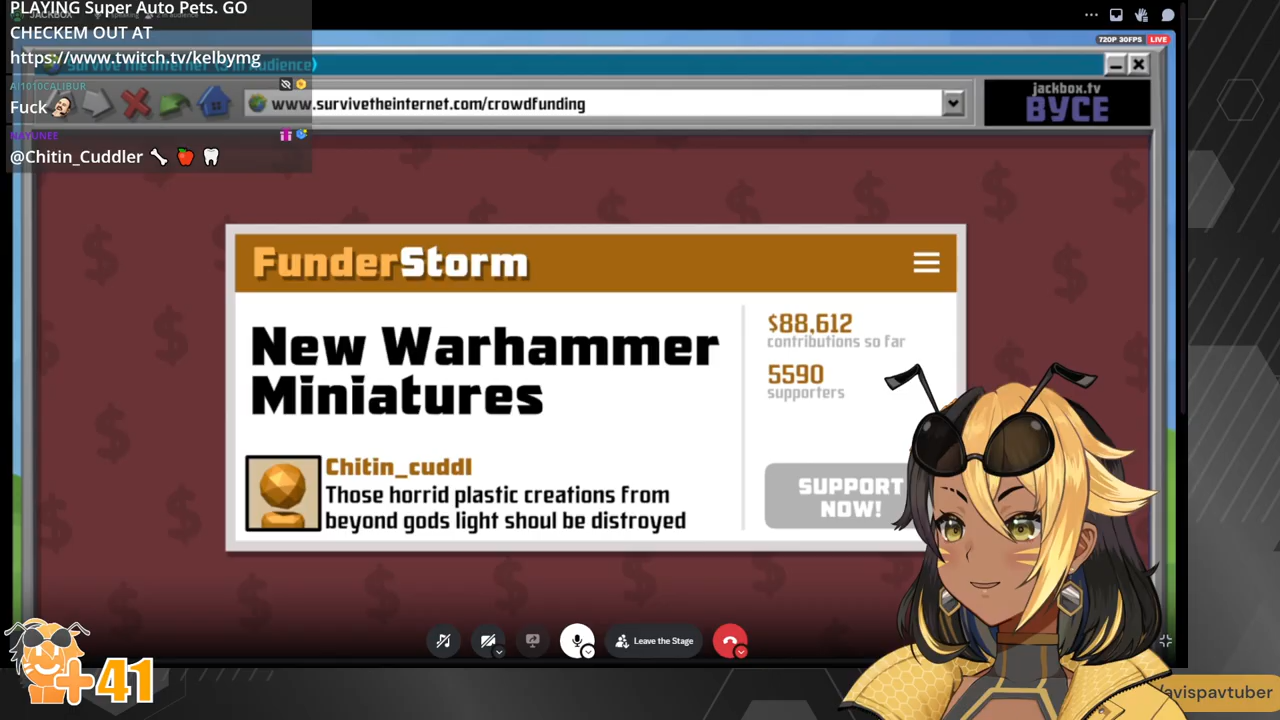 PLAYING Super Auto Pets. GO
CHECKEM OUT AT
https://www.twitch.tv/kelbymg
AI1010CALIBUR
Fuck
NAYUNEE
@Chitin_Cuddler
720P 30FPS LIVE
www.survivetheinternet.com/crowdfunding
jackbox.tv
BYCE
FunderStorm
New Warhammer
Miniatures
$88,612
contributions so far
5590
supporters
Chitin_cuddl
Those horrid plastic creations from
beyond gods light shoul be distroyed
SUPPORT
NOW!
Leave the Stage
+41
/avispavtuber